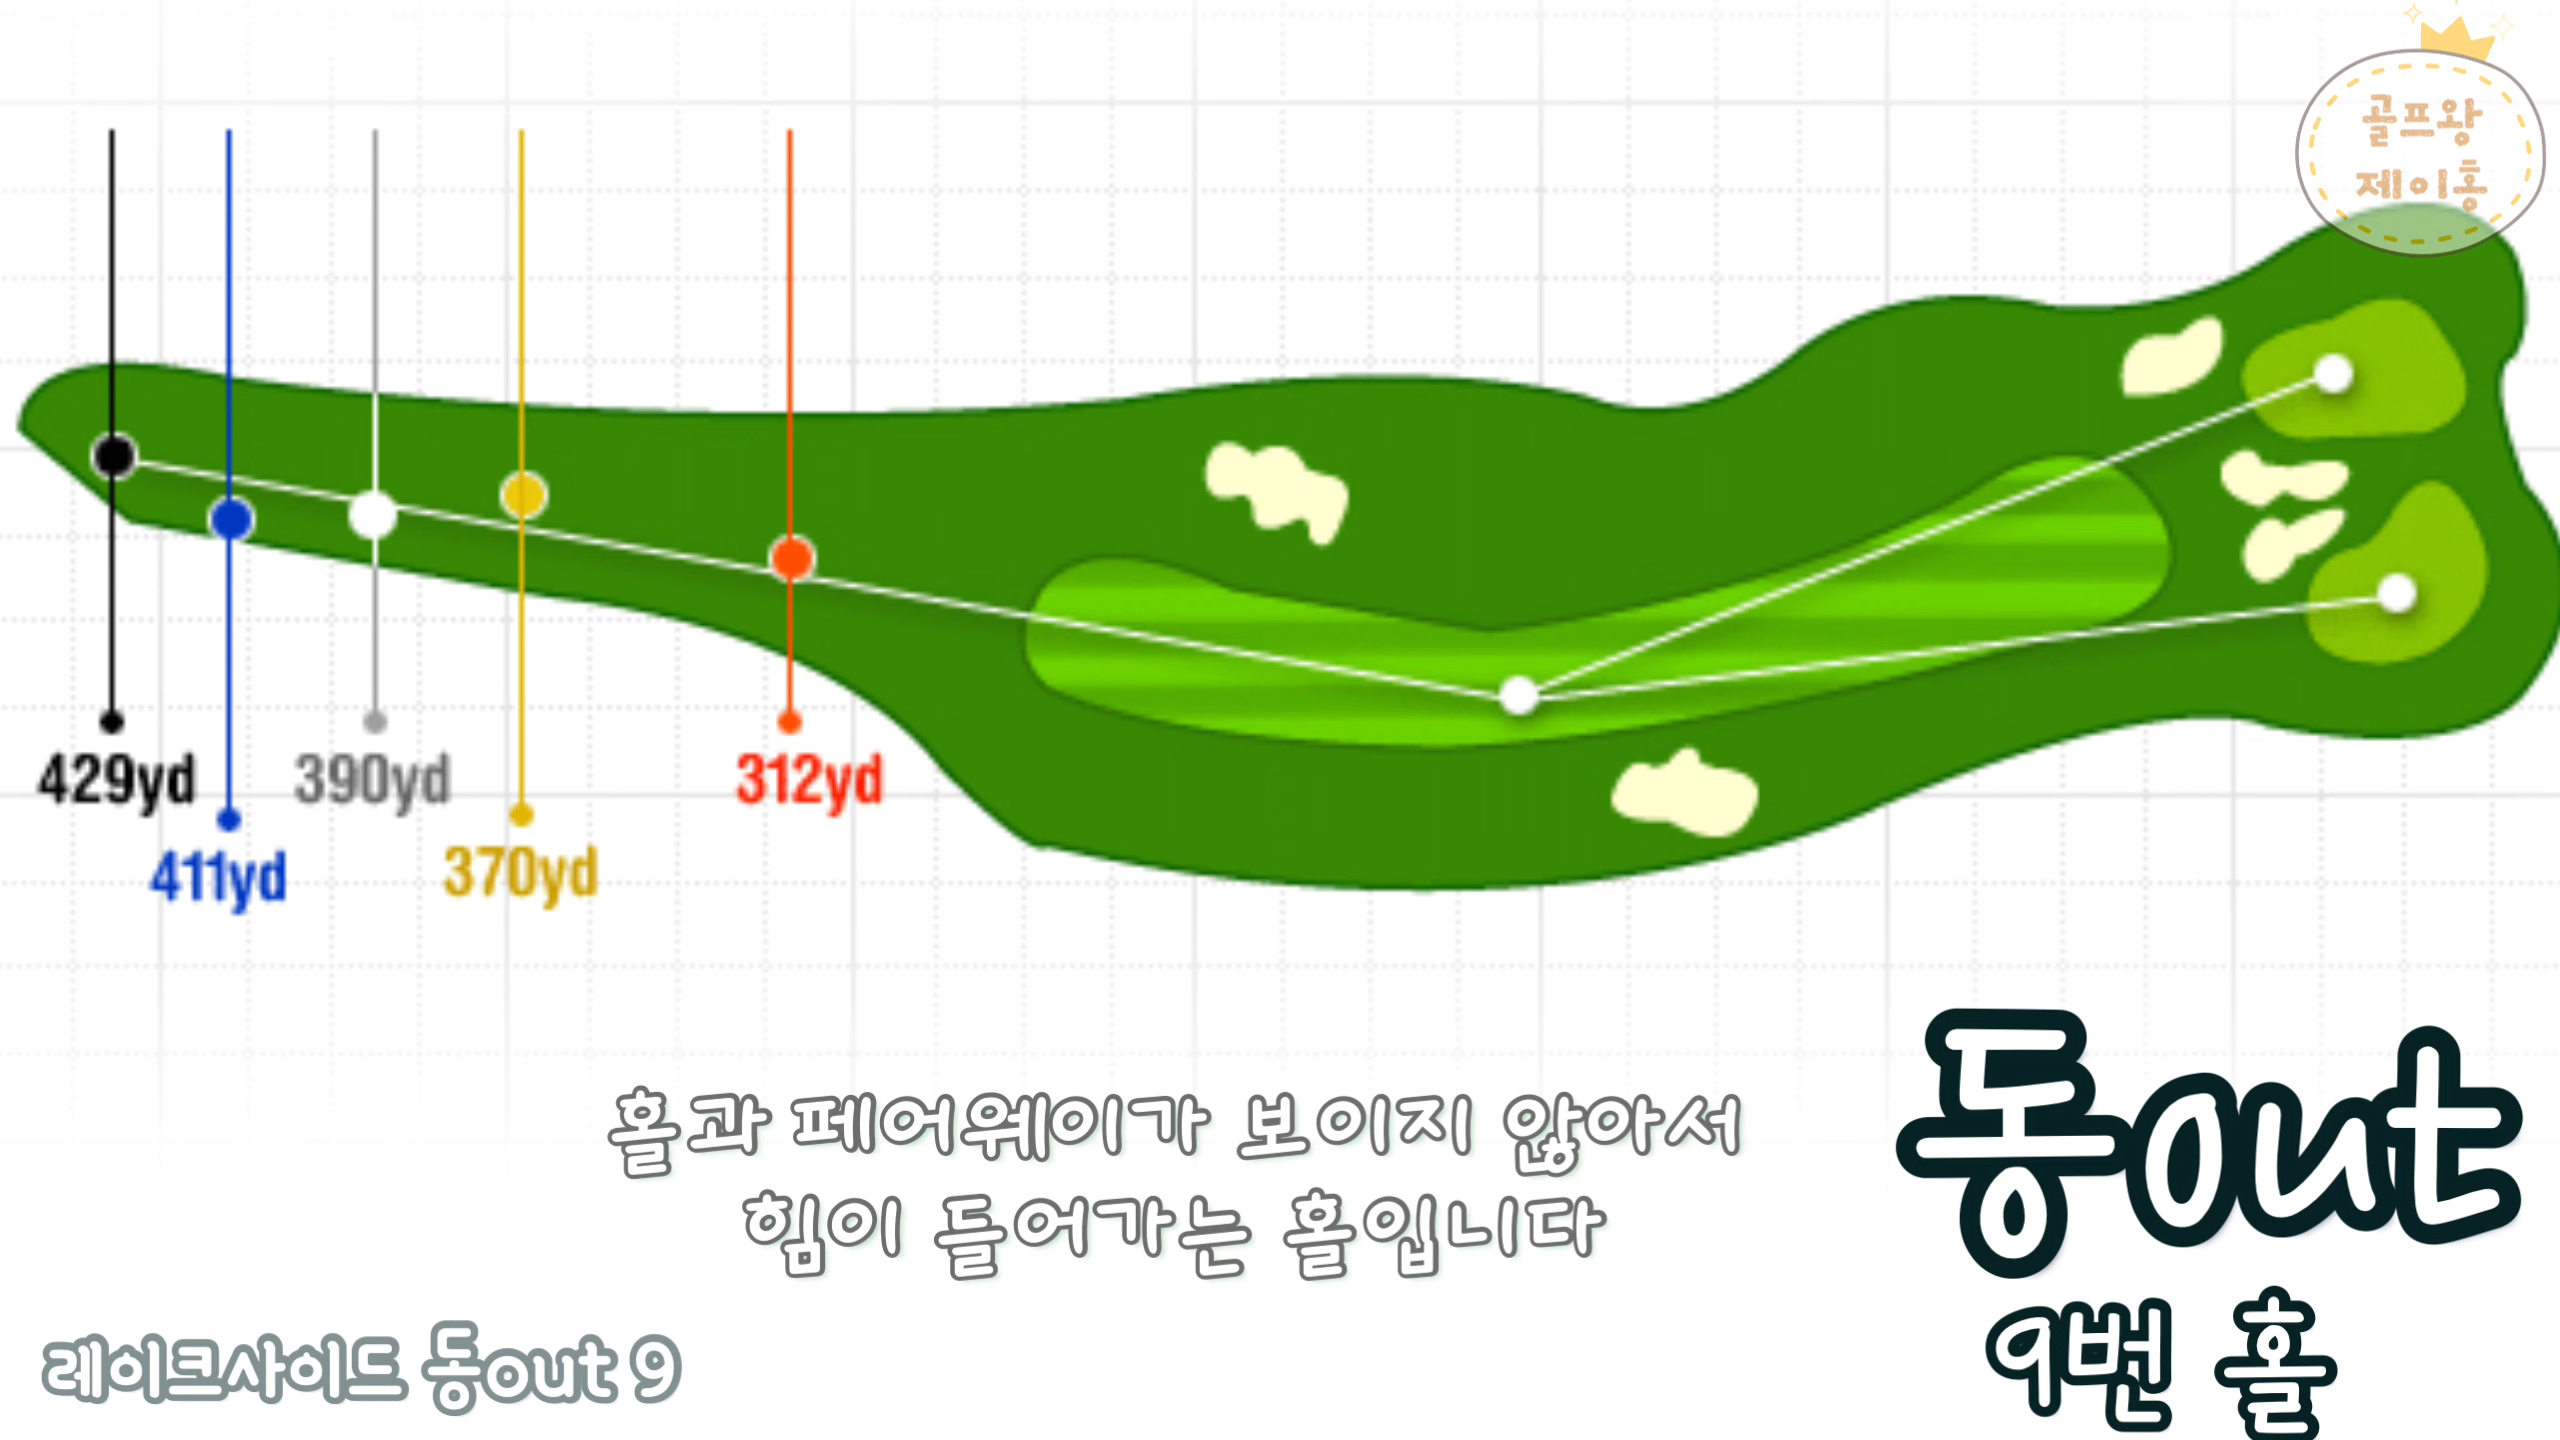 골프왕
제이홍
429yd
390yd
312yd
411yd
370yd
홀과 페어웨이가 보이지 않아서
힘이 들어가는 홀입니다
동out
9번 홀
레이크사이드 동out 9